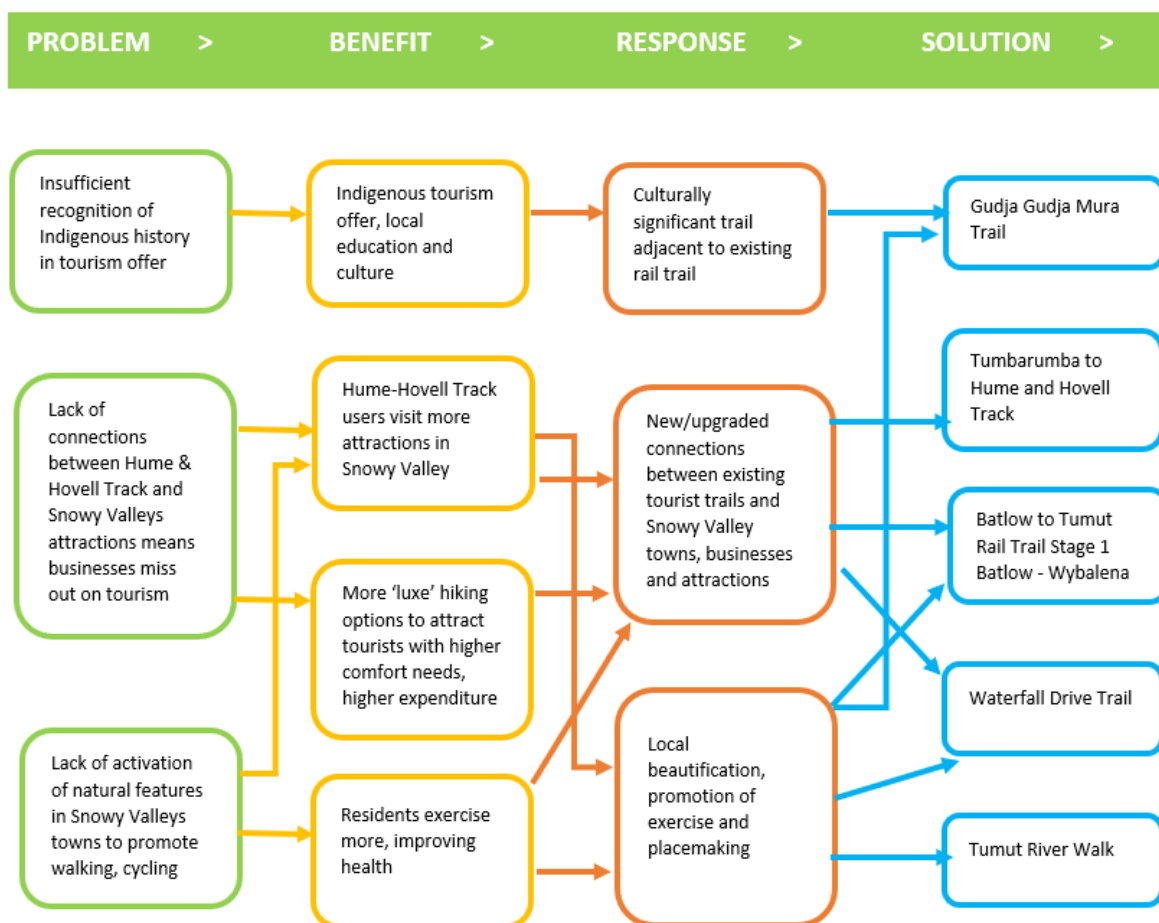 PROBLEM >
BENEFIT >
RESPONSE >
SOLUTION >
Insufficient
recognition of
Indigenous history
in tourism offer
Indigenous tourism
offer, local
education and
culture
Culturally
significant trail
adjacent to existing
rail trail
Gudja Gudja Mura
Trail
Lack of
connections
between Hume &
Hovell Track and
Snowy Valleys
attractions means
businesses miss
out on tourism
Hume-Hovell Track
users visit more
attractions in
Snowy Valley
New/upgraded
connections
between existing
tourist trails and
Snowy Valley
towns, businesses
and attractions
Tumbarumba to
Hume and Hovell
Track
Batlow to Tumut
Rail Trail Stage 1
Batlow - Wybalena
More ‘luxe’ hiking
options to attract
tourists with higher
comfort needs,
higher expenditure
Waterfall Drive Trail
Lack of activation
of natural features
in Snowy Valleys
towns to promote
walking, cycling
Residents exercise
more, improving
health
Local
beautification,
promotion of
exercise and
placemaking
Tumut River Walk